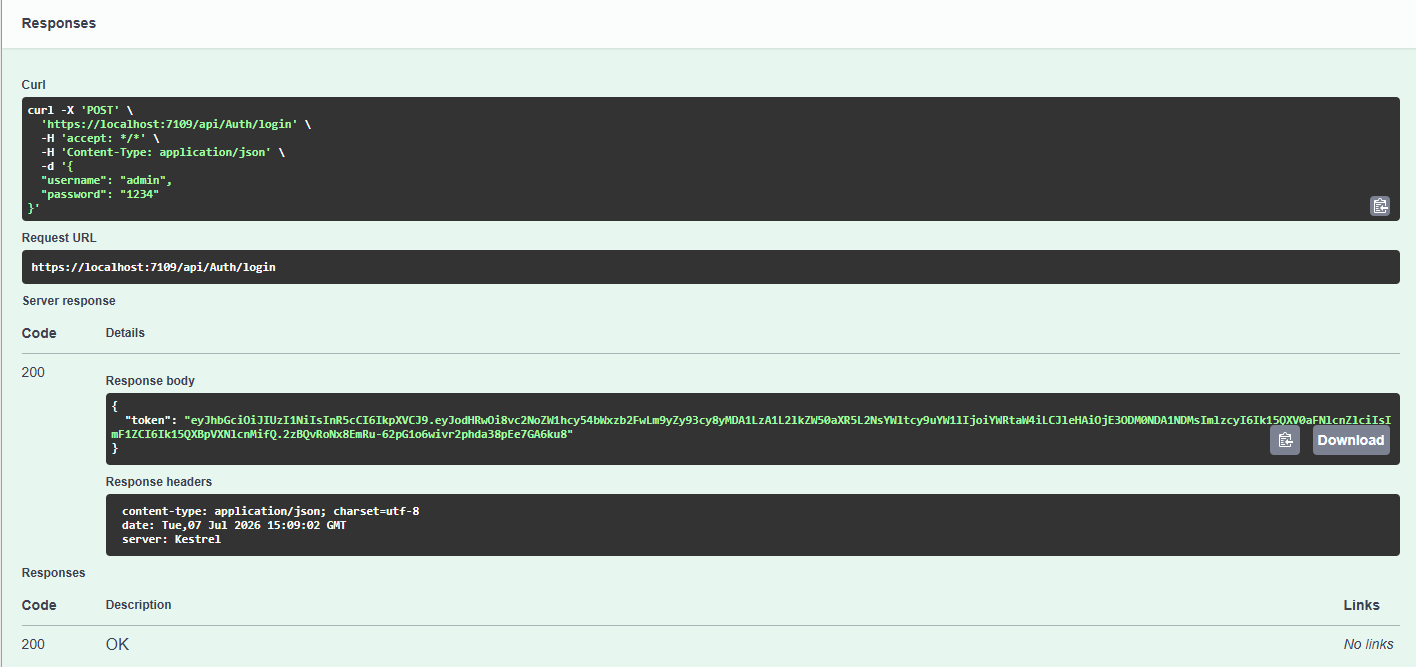 Responses
Curl
curl -X 'POST' \
'https://localhost:7109/api/Auth/login' \
-H 'accept: */*' \
-H 'Content-Type: application/json' \
-d '{
"username": "admin",
"password": "1234"
}'
Request URL
https://localhost:7109/api/Auth/login
Server response
Code Details
200
Response body
{
"token": "eyJhbGciOiJIUzI1NiIsInR5cCI6IkpXVCJ9.eyJodHRwOi8vc2NoZW1hcy54bWxzb2FwLm9yZy93cy8yMDA1LzA1L2lkZW50aXR5L2NsYWltcy9uYW1lIjoiYWRtaW4iLCJleHAiOjE3ODM0NDA1NDMsImlzcyI6Ik15QXV0aFNlcnZlciIsI
mF1ZCI6Ik15QXBpVXNlcnMifQ.2zBQvRoNx8EmRu-62pG1o6wivr2phda38pEe7GA6ku8"
}
Download
Response headers
content-type: application/json; charset=utf-8
date: Tue,07 Jul 2026 15:09:02 GMT
server: Kestrel
Responses
Code Description Links
200 OK No links